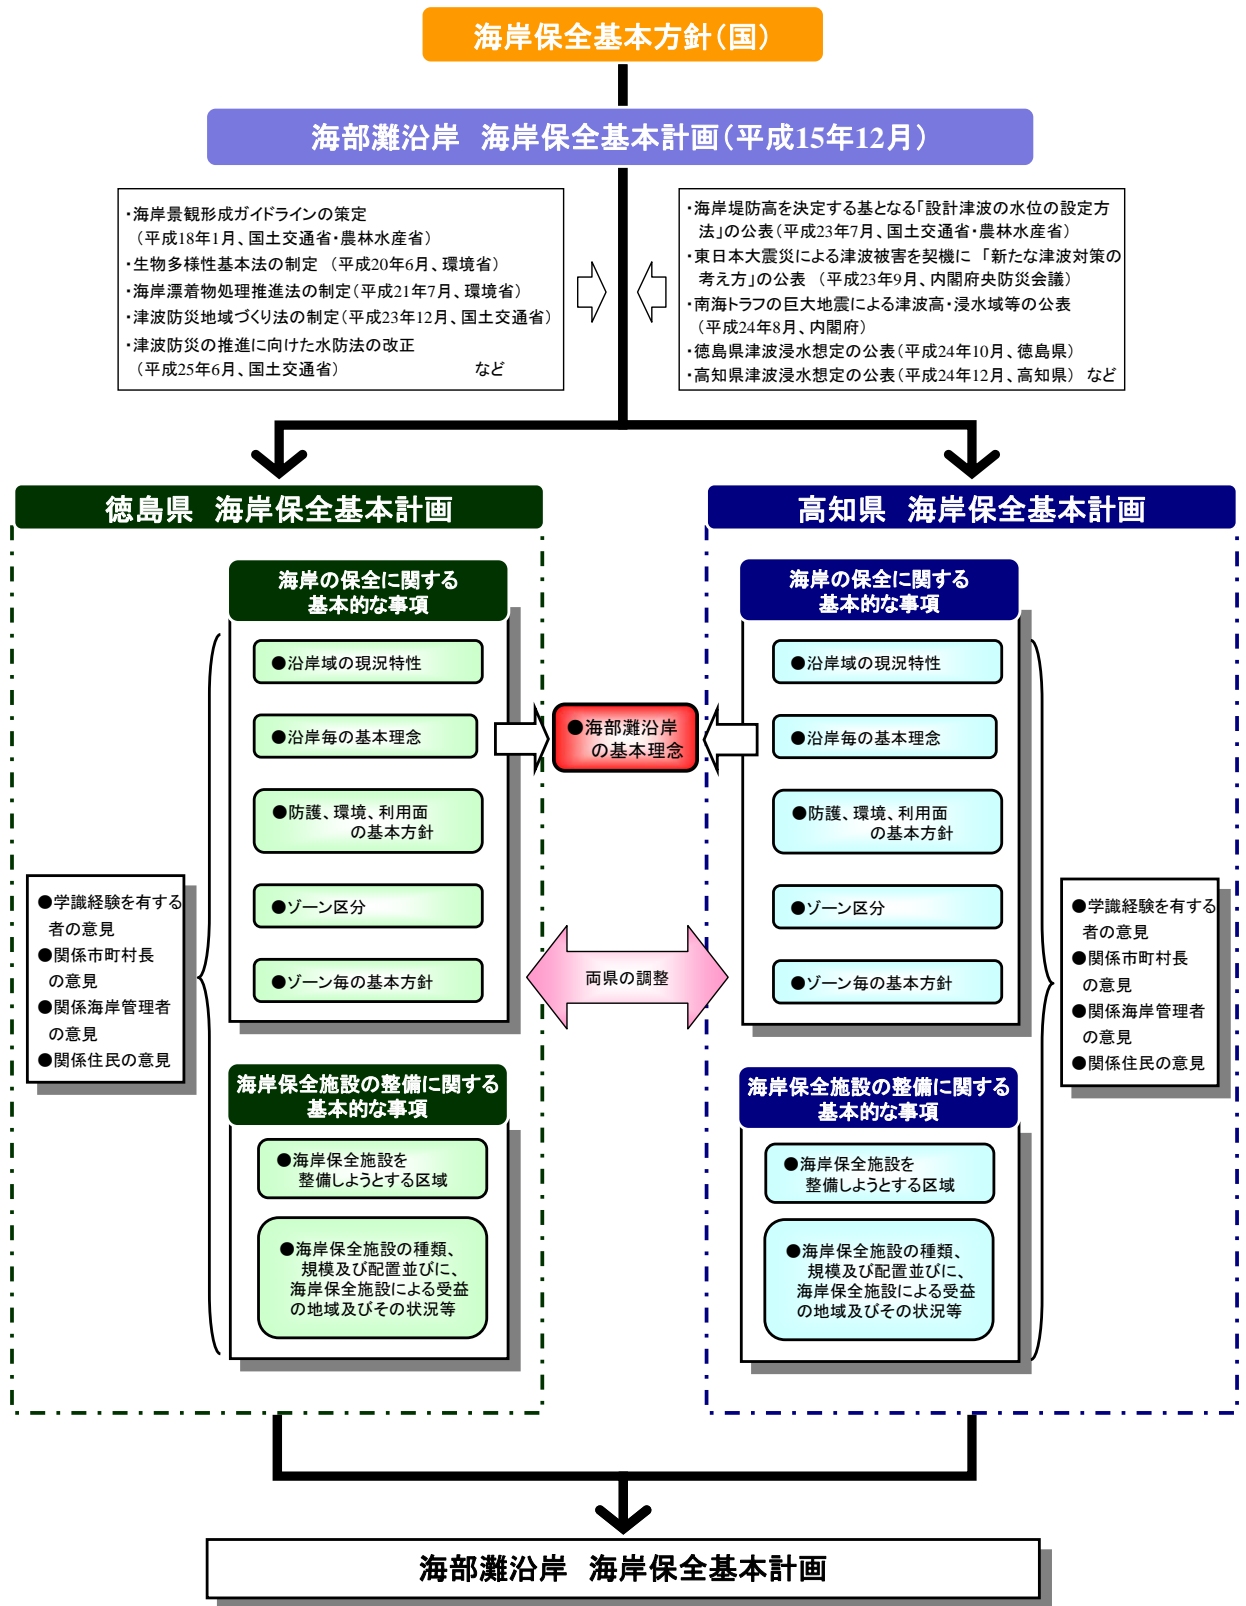 海岸保全基本方針（国）
海部灘沿岸　海岸保全基本計画（平成15年12月）
・海岸景観形成ガイドラインの策定
（平成18年1月、国土交通省・農林水産省）
・生物多様性基本法の制定　（平成20年6月、環境省）
・海岸漂着物処理推進法の制定（平成21年7月、環境省）
・津波防災地域づくり法の制定（平成23年12月、国土交通省）
・津波防災の推進に向けた水防法の改正
（平成25年6月、国土交通省）　　　　　　　など
・海岸堤防高を決定する基となる「設計津波の水位の設定方
法」の公表（平成23年7月、国土交通省・農林水産省）
・東日本大震災による津波被害を契機に　「新たな津波対策の
考え方」の公表　（平成23年9月、内閣府中央防災会議）
・南海トラフの巨大地震による津波高・浸水域等の公表
（平成24年8月、内閣府）
・徳島県津波浸水想定の公表（平成24年10月、徳島県）
・高知県津波浸水想定の公表（平成24年12月、高知県）　など
徳島県　海岸保全基本計画
海岸の保全に関する
基本的な事項
●沿岸域の現況特性
●沿岸毎の基本理念
●防護、環境、利用面
の基本方針
●ゾーン区分
●ゾーン毎の基本方針
●学識経験を有する
者の意見
●関係市町村長
の意見
●関係海岸管理者
の意見
●関係住民の意見
海岸保全施設の整備に関する
基本的な事項
●海岸保全施設を
整備しようとする区域
●海岸保全施設の種類、
規模及び配置並びに、
海岸保全施設による受益
の地域及びその状況等
●海部灘沿岸
の基本理念
両県の調整
高知県　海岸保全基本計画
海岸の保全に関する
基本的な事項
●沿岸域の現況特性
●沿岸毎の基本理念
●防護、環境、利用面
の基本方針
●ゾーン区分
●ゾーン毎の基本方針
●学識経験を有する
者の意見
●関係市町村長
の意見
●関係海岸管理者
の意見
●関係住民の意見
海岸保全施設の整備に関する
基本的な事項
●海岸保全施設を
整備しようとする区域
●海岸保全施設の種類、
規模及び配置並びに、
海岸保全施設による受益
の地域及びその状況等
海部灘沿岸　海岸保全基本計画